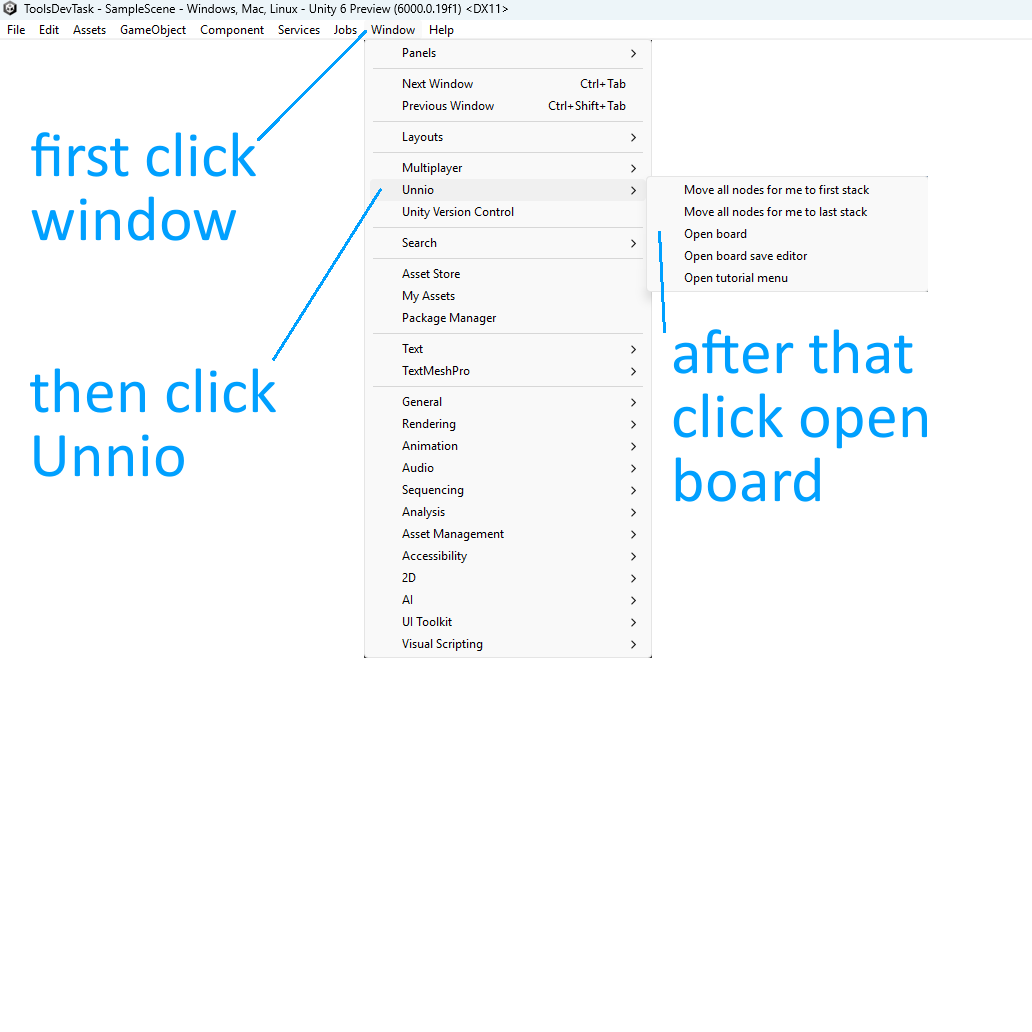 ToolsDevTask - SampleScene - Windows, Mac, Linux - Unity 6 Preview (6000.0.19f1) <DX11>
File Edit Assets GameObject Component Services Jobs Window Help
Panels
Next Window Ctrl+Tab
Previous Window Ctrl+Shift+Tab
Layouts
Multiplayer
Unnio
Unity Version Control
Search
Asset Store
My Assets
Package Manager
Text
TextMeshPro
General
Rendering
Animation
Audio
Sequencing
Analysis
Asset Management
Accessibility
2D
AI
UI Toolkit
Visual Scripting
Move all nodes for me to first stack
Move all nodes for me to last stack
Open board
Open board save editor
Open tutorial menu
first click
window
then click
Unnio
after that
click open
board